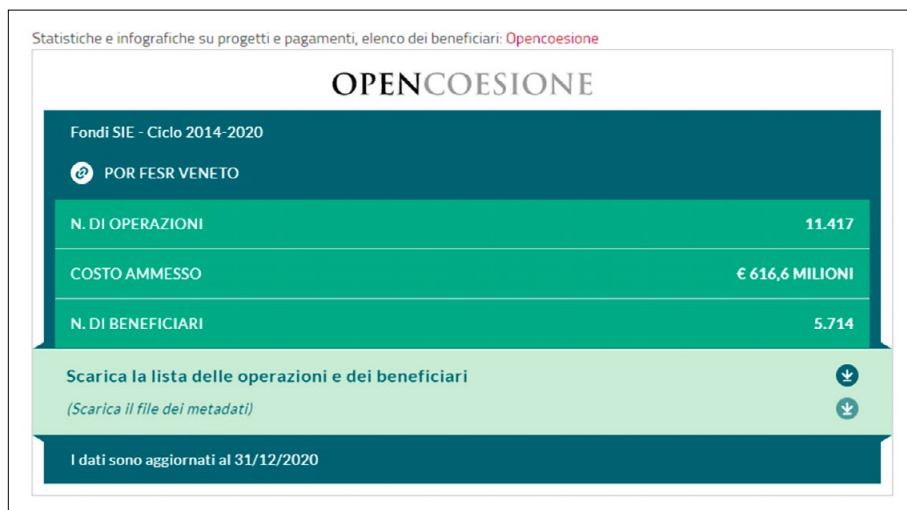 Statistiche e infografiche su progetti e pagamenti, elenco dei beneficiari: Opencoesione
OPENCOESIONE
Fondi SIE - Ciclo 2014-2020
POR FESR VENETO
N. DI OPERAZIONI 11.417
COSTO AMMESSO € 616,6 MILIONI
N. DI BENEFICIARI 5.714
Scarica la lista delle operazioni e dei beneficiari
(Scarica il file dei metadati)
I dati sono aggiornati al 31/12/2020